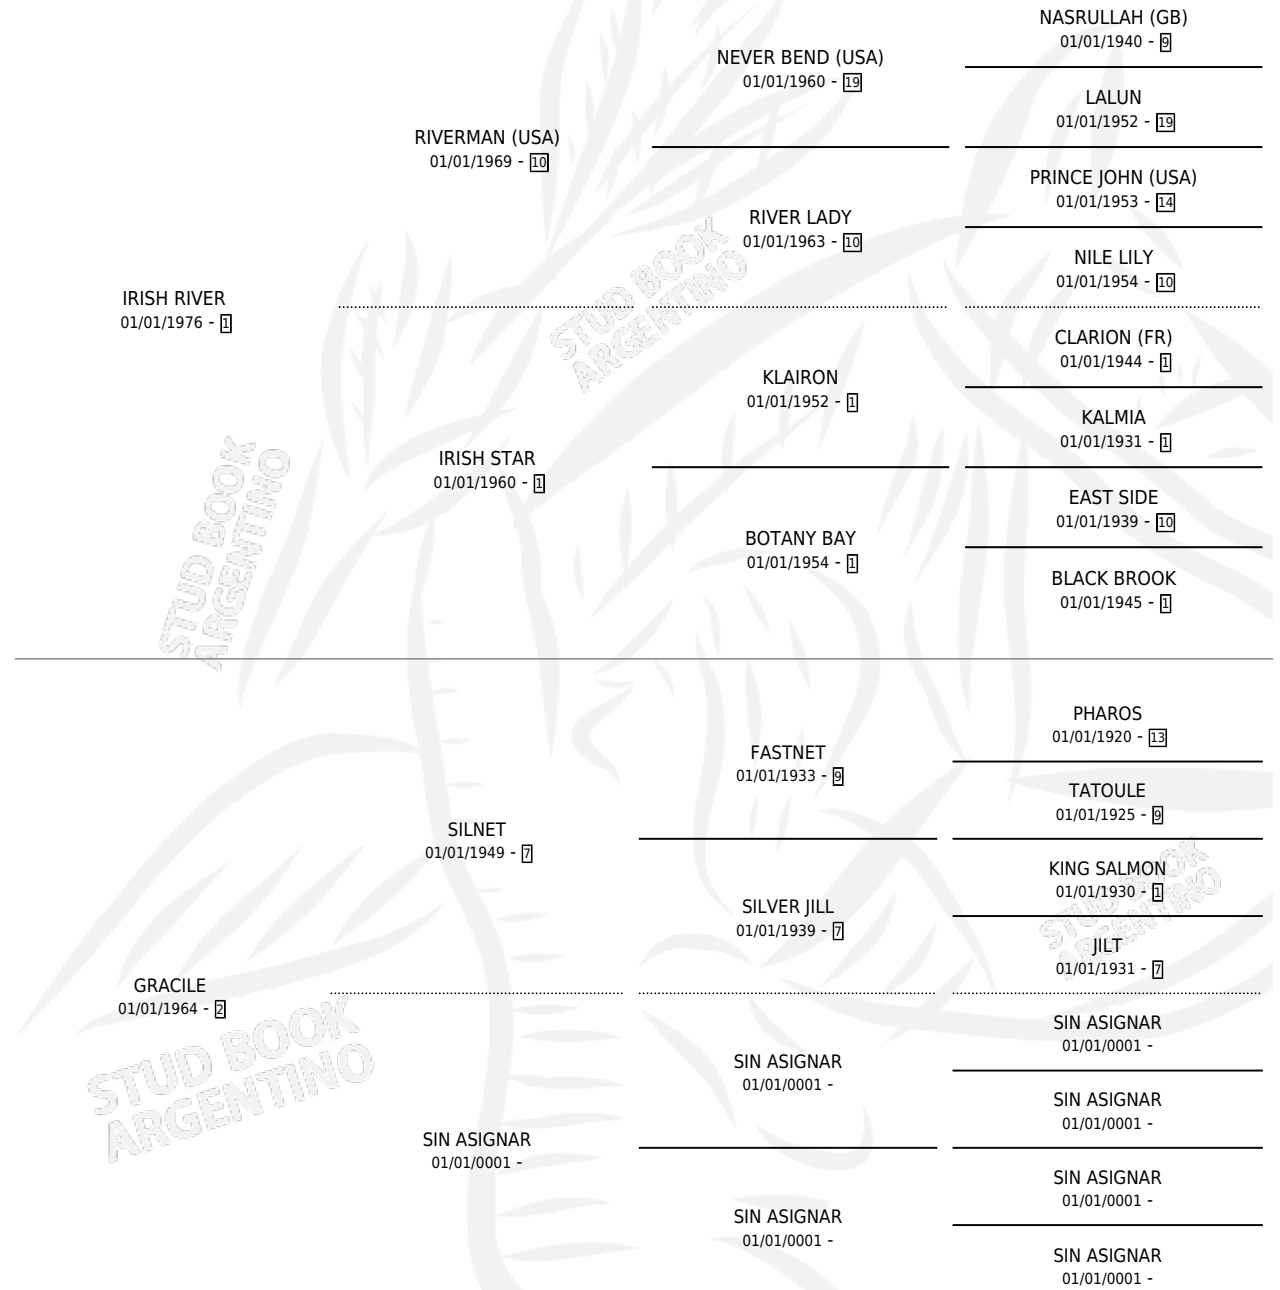 NASRULLAH (GB)
01/01/1940 - 9
NEVER BEND (USA)
01/01/1960 - 19
LALUN
01/01/1952 - 19
RIVERMAN (USA)
01/01/1969 - 10
PRINCE JOHN (USA)
01/01/1953 - 14
RIVER LADY
01/01/1963 - 10
NILE LILY
01/01/1954 - 10
IRISH RIVER
01/01/1976 - 1
STUD BOOK
ARGENTINO
CLARION (FR)
01/01/1944 - 1
KLAIRON
01/01/1952 - 1
KALMIA
01/01/1931 - 1
IRISH STAR
01/01/1960 - 1
EAST SIDE
01/01/1939 - 10
BOTANY BAY
01/01/1954 - 1
BLACK BROOK
01/01/1945 - 1
STUD BOOK
ARGENTINO
PHAROS
01/01/1920 - 13
FASTNET
01/01/1933 - 9
TATOULE
01/01/1925 - 9
SILNET
01/01/1949 - 7
KING SALMON
01/01/1930 - 1
SILVER JILL
01/01/1939 - 7
JILT
01/01/1931 - 7
STUD BOOK
ARGENTINO
GRACILE
01/01/1964 - 2
STUD BOOK
ARGENTINO
SIN ASIGNAR
01/01/0001 -
SIN ASIGNAR
01/01/0001 -
SIN ASIGNAR
01/01/0001 -
SIN ASIGNAR
01/01/0001 -
SIN ASIGNAR
01/01/0001 -
SIN ASIGNAR
01/01/0001 -
SIN ASIGNAR
01/01/0001 -